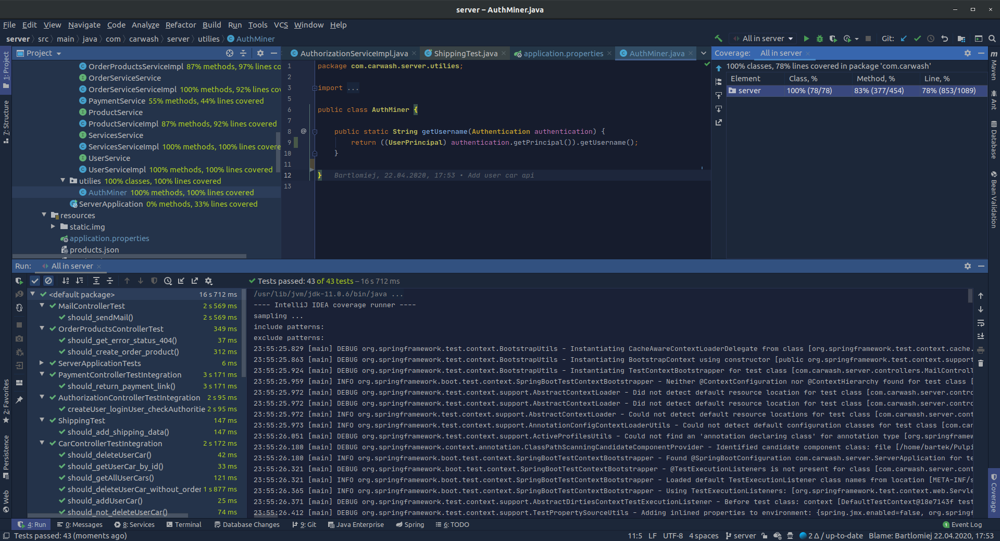 server – AuthMiner.java
File Edit View Navigate Code Analyze Refactor Build Run Tools VCS Window Help
server src main java com carwash server utilies AuthMiner
All in server
Git:
1: Project
7: Structure
2: Favorites
Persistence
Web
Project
OrderProductsServiceImpl 87% methods, 97% lines co
OrderServiceService
OrderServiceServiceImpl 100% methods, 92% lines cov
PaymentService 55% methods, 44% lines covered
ProductService
ProductServiceImpl 87% methods, 92% lines covered
ServicesService
ServicesServiceImpl 100% methods, 100% lines covere
UserService
UserServiceImpl 100% methods, 100% lines covered
utilies 100% classes, 100% lines covered
AuthMiner 100% methods, 100% lines covered
ServerApplication 0% methods, 33% lines covered
resources
static.img
application.properties
products.json
AuthorizationServiceImpl.java ShippingTest.java application.properties AuthMiner.java
1 package com.carwash.server.utilies;
2
3 import ...
5
6 public class AuthMiner {
7
8 @ public static String getUsername(Authentication authentication) {
9 return ((UserPrincipal) authentication.getPrincipal()).getUsername();
10 }
11
12 } Bartlomiej, 22.04.2020, 17:53 • Add user car api
13
Coverage: All in server
100% classes, 78% lines covered in package 'com.carwash'
Element Class, % Method, % Line, %
server 100% (78/78) 83% (377/454) 78% (853/1089)
Maven
Ant
Database
Bean Validation
Coverage
Run: All in server
Tests passed: 43 of 43 tests – 16 s 712 ms
<default package> 16 s 712 ms
MailControllerTest 2 s 569 ms
should_sendMail() 2 s 569 ms
OrderProductsControllerTest 349 ms
should_get_error_status_404() 37 ms
should_create_order_product() 312 ms
ServerApplicationTests 6 ms
PaymentControllerTestIntegration 3 s 171 ms
should_return_payment_link() 3 s 171 ms
AuthorizationControllerTestIntegration 2 s 95 ms
createUser_loginUser_checkAuthoritie 2 s 95 ms
ShippingTest 147 ms
should_add_shipping_data() 147 ms
CarControllerTestIntegration 2 s 172 ms
should_deleteUserCar() 42 ms
should_getUserCar_by_id() 33 ms
should_getAllUserCars() 121 ms
should_deleteUserCar_without_order 1 s 877 ms
should_addUserCar() 25 ms
should_not_deleteUserCar() 74 ms
/usr/lib/jvm/jdk-11.0.6/bin/java ...
---- IntelliJ IDEA coverage runner ----
sampling ...
include patterns:
exclude patterns:
23:55:25.829 [main] DEBUG org.springframework.test.context.BootstrapUtils - Instantiating CacheAwareContextLoaderDelegate from class [org.springframework.test.context.cache.
23:55:25.863 [main] DEBUG org.springframework.test.context.BootstrapUtils - Instantiating BootstrapContext using constructor [public org.springframework.test.context.support
23:55:25.924 [main] DEBUG org.springframework.test.context.BootstrapUtils - Instantiating TestContextBootstrapper for test class [com.carwash.server.controllers.MailControll
23:55:25.959 [main] INFO org.springframework.boot.test.context.SpringBootTestContextBootstrapper - Neither @ContextConfiguration nor @ContextHierarchy found for test class [
23:55:25.972 [main] DEBUG org.springframework.test.context.support.AbstractContextLoader - Did not detect default resource location for test class [com.carwash.server.contro
23:55:25.972 [main] DEBUG org.springframework.test.context.support.AbstractContextLoader - Did not detect default resource location for test class [com.carwash.server.contro
23:55:25.972 [main] INFO org.springframework.test.context.support.AbstractContextLoader - Could not detect default resource locations for test class [com.carwash.server.cont
23:55:25.973 [main] INFO org.springframework.test.context.support.AnnotationConfigContextLoaderUtils - Could not detect default configuration classes for test class [com.car
23:55:26.051 [main] DEBUG org.springframework.test.context.support.ActiveProfilesUtils - Could not find an 'annotation declaring class' for annotation type [org.springframew
23:55:26.180 [main] DEBUG org.springframework.context.annotation.ClassPathScanningCandidateComponentProvider - Identified candidate component class: file [/home/bartek/Pulpi
23:55:26.180 [main] INFO org.springframework.boot.test.context.SpringBootTestContextBootstrapper - Found @SpringBootConfiguration com.carwash.server.ServerApplication for te
23:55:26.321 [main] DEBUG org.springframework.boot.test.context.SpringBootTestContextBootstrapper - @TestExecutionListeners is not present for class [com.carwash.server.cont
23:55:26.321 [main] INFO org.springframework.boot.test.context.SpringBootTestContextBootstrapper - Loaded default TestExecutionListener class names from location [META-INF/s
23:55:26.365 [main] INFO org.springframework.boot.test.context.SpringBootTestContextBootstrapper - Using TestExecutionListeners: [org.springframework.test.context.web.Servle
23:55:26.371 [main] DEBUG org.springframework.test.context.support.AbstractDirtiesContextTestExecutionListener - Before test class: context [DefaultTestContext@18e7143f test
23:55:26.412 [main] DEBUG org.springframework.test.context.support.TestPropertySourceUtils - Adding inlined properties to environment: {spring.jmx.enabled=false, org.springf
4: Run 0: Messages 8: Services Terminal Database Changes 9: Git Java Enterprise Spring 6: TODO 1 Event Log
Tests passed: 43 (moments ago) 11:5 LF UTF-8 4 spaces server 2 Δ / up-to-date Blame: Bartlomiej 22.04.2020, 17:53